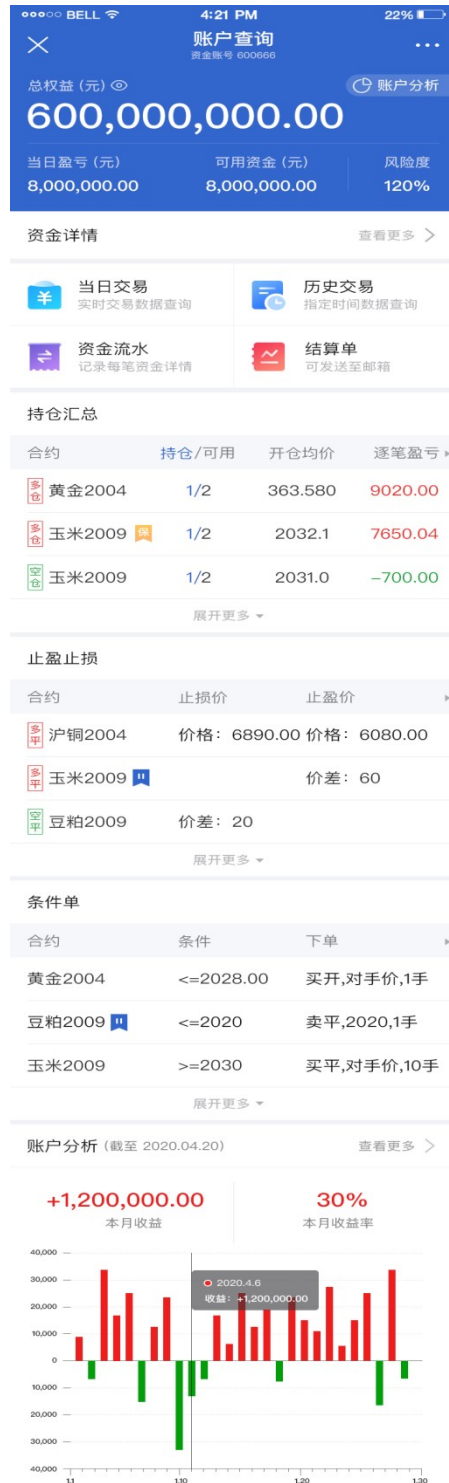 BELL 4:21 PM 22%
账户查询
资金账号 600666
总权益 (元) 账户分析
600,000,000.00
当日盈亏 (元) 可用资金 (元) 风险度
8,000,000.00 8,000,000.00 120%
资金详情 查看更多
当日交易 历史交易
实时交易数据查询 指定时间数据查询
资金流水 结算单
记录每笔资金详情 可发送至邮箱
持仓汇总
合约 持仓/可用 开仓均价 逐笔盈亏
多仓 黄金2004 1/2 363.580 9020.00
多仓 玉米2009 保 1/2 2032.1 7650.04
空仓 玉米2009 1/2 2031.0 -700.00
展开更多
止盈止损
合约 止损价 止盈价
多平 沪铜2004 价格：6890.00 价格：6080.00
多平 玉米2009 价差：60
空平 豆粕2009 价差：20
展开更多
条件单
合约 条件 下单
黄金2004 <=2028.00 买开,对手价,1手
豆粕2009 <=2020 卖平,2020,1手
玉米2009 >=2030 买平,对手价,10手
展开更多
账户分析 (截至 2020.04.20) 查看更多
+1,200,000.00 30%
本月收益 本月收益率
40,000
30,000
2020.4.6
收益：+1,200,000.00
20,000
10,000
0
10,000
20,000
30,000
40,000
1.1 1.10 1.20 1.30